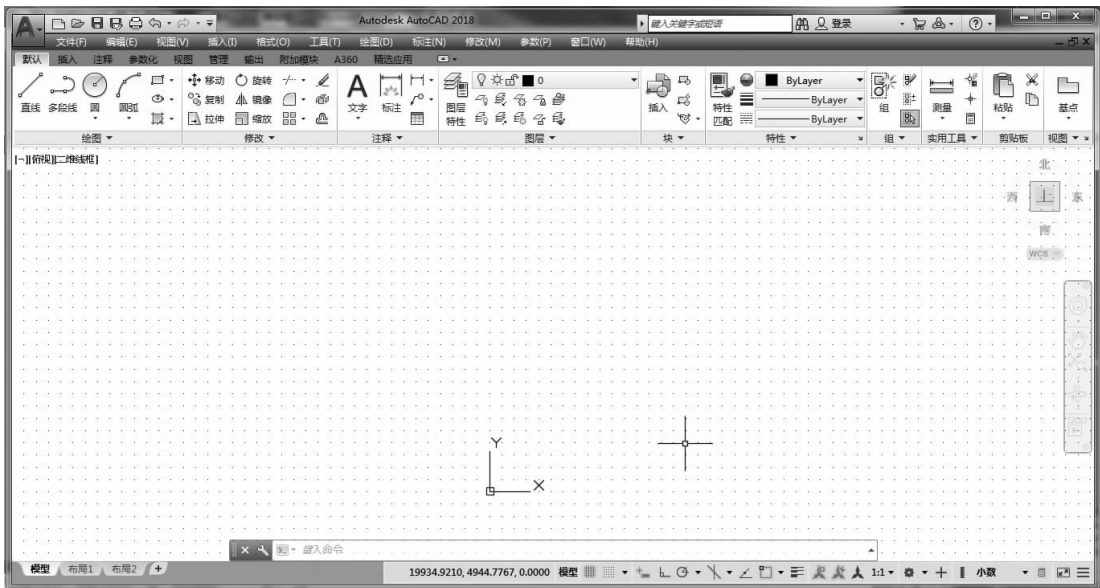 Autodesk AutoCAD 2018 键入关键字或短语 登录
文件(F) 编辑(E) 视图(V) 插入(I) 格式(O) 工具(T) 绘图(D) 标注(N) 修改(M) 参数(P) 窗口(W) 帮助(H)
默认 插入 注释 参数化 视图 管理 输出 附加模块 A360 精选应用
直线 多段线 圆 圆弧
移动 旋转
复制 镜像
拉伸 缩放
A
文字 标注
图层
特性
0
插入
特性
匹配
ByLayer
ByLayer
ByLayer
组
测量
粘贴
基点
绘图 修改 注释 图层 块 特性 组 实用工具 剪贴板 视图
[-][俯视][二维线框]
北
西 上 东
南
WCS
Y
X
键入命令
模型 布局1 布局2 +
19934.9210, 4944.7767, 0.0000 模型 1:1 小数